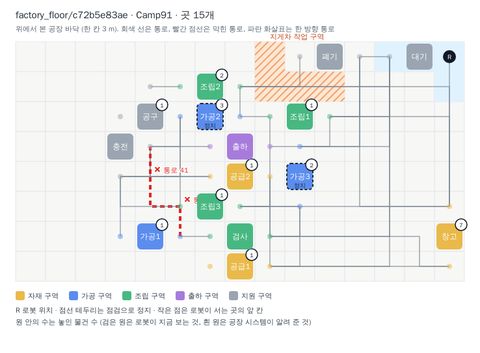 factory_floor/c72b5e83ae · Camp91 · 곳 15개
위에서 본 공장 바닥 (한 칸 3 m). 회색 선은 통로, 빨간 점선은 막힌 통로, 파란 화살표는 한 방향 통로
지게차 작업 구역
폐기
대기
R
조립2
2
공구
1
가공2
3
정지
조립1
1
충전
출하
✖ 통로 41
공급2
1
가공3
2
정지
✖
조립3
1
가공1
1
검사
창고
7
공급1
1
자재 구역
가공 구역
조립 구역
출하 구역
지원 구역
R 로봇 위치 · 점선 테두리는 점검으로 정지 · 작은 점은 로봇이 서는 곳의 앞 칸
원 안의 수는 놓인 물건 수 (검은 원은 로봇이 지금 보는 것, 흰 원은 공장 시스템이 알려 준 것)